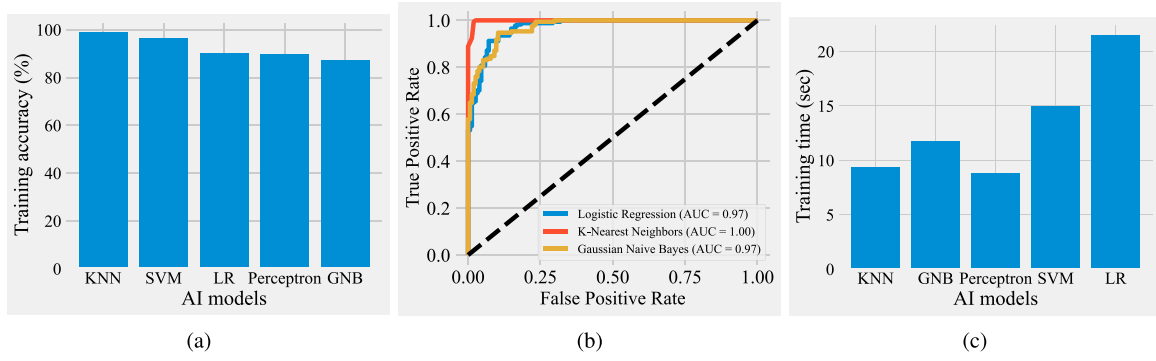 100
80
60
40
20
0
Training accuracy (%)
KNN SVM LR Perceptron GNB
AI models
(a)
1.0
0.8
0.6
0.4
0.2
0.0
True Positive Rate
Logistic Regression (AUC = 0.97)
K-Nearest Neighbors (AUC = 1.00)
Gaussian Naive Bayes (AUC = 0.97)
0.00 0.25 0.50 0.75 1.00
False Positive Rate
(b)
20
15
10
5
0
Training time (sec)
KNN GNB Perceptron SVM LR
AI models
(c)